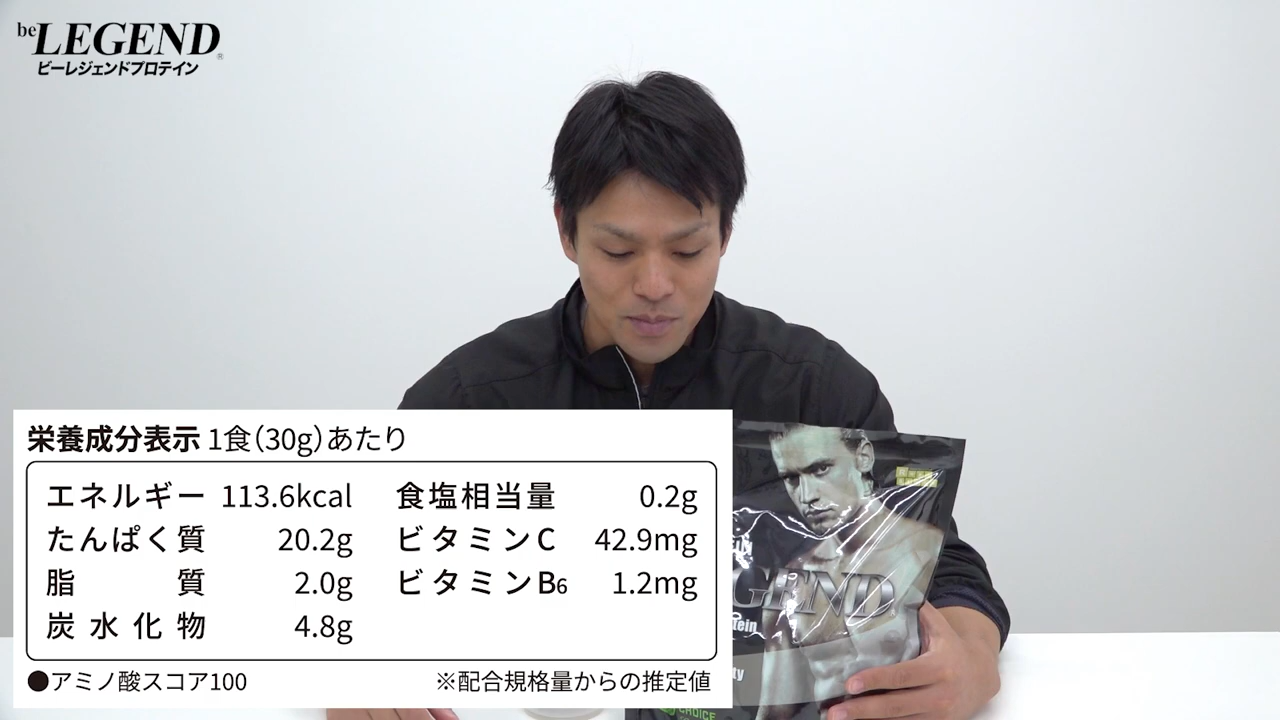 be LEGEND
ビーレジェンドプロテイン
栄養成分表示 1食(30g)あたり
エネルギー 113.6kcal
たんぱく質 20.2g
脂質 2.0g
炭水化物 4.8g
食塩相当量 0.2g
ビタミンC 42.9mg
ビタミンB6 1.2mg
●アミノ酸スコア100
※配合規格量からの推定値
GEND
CHOICE